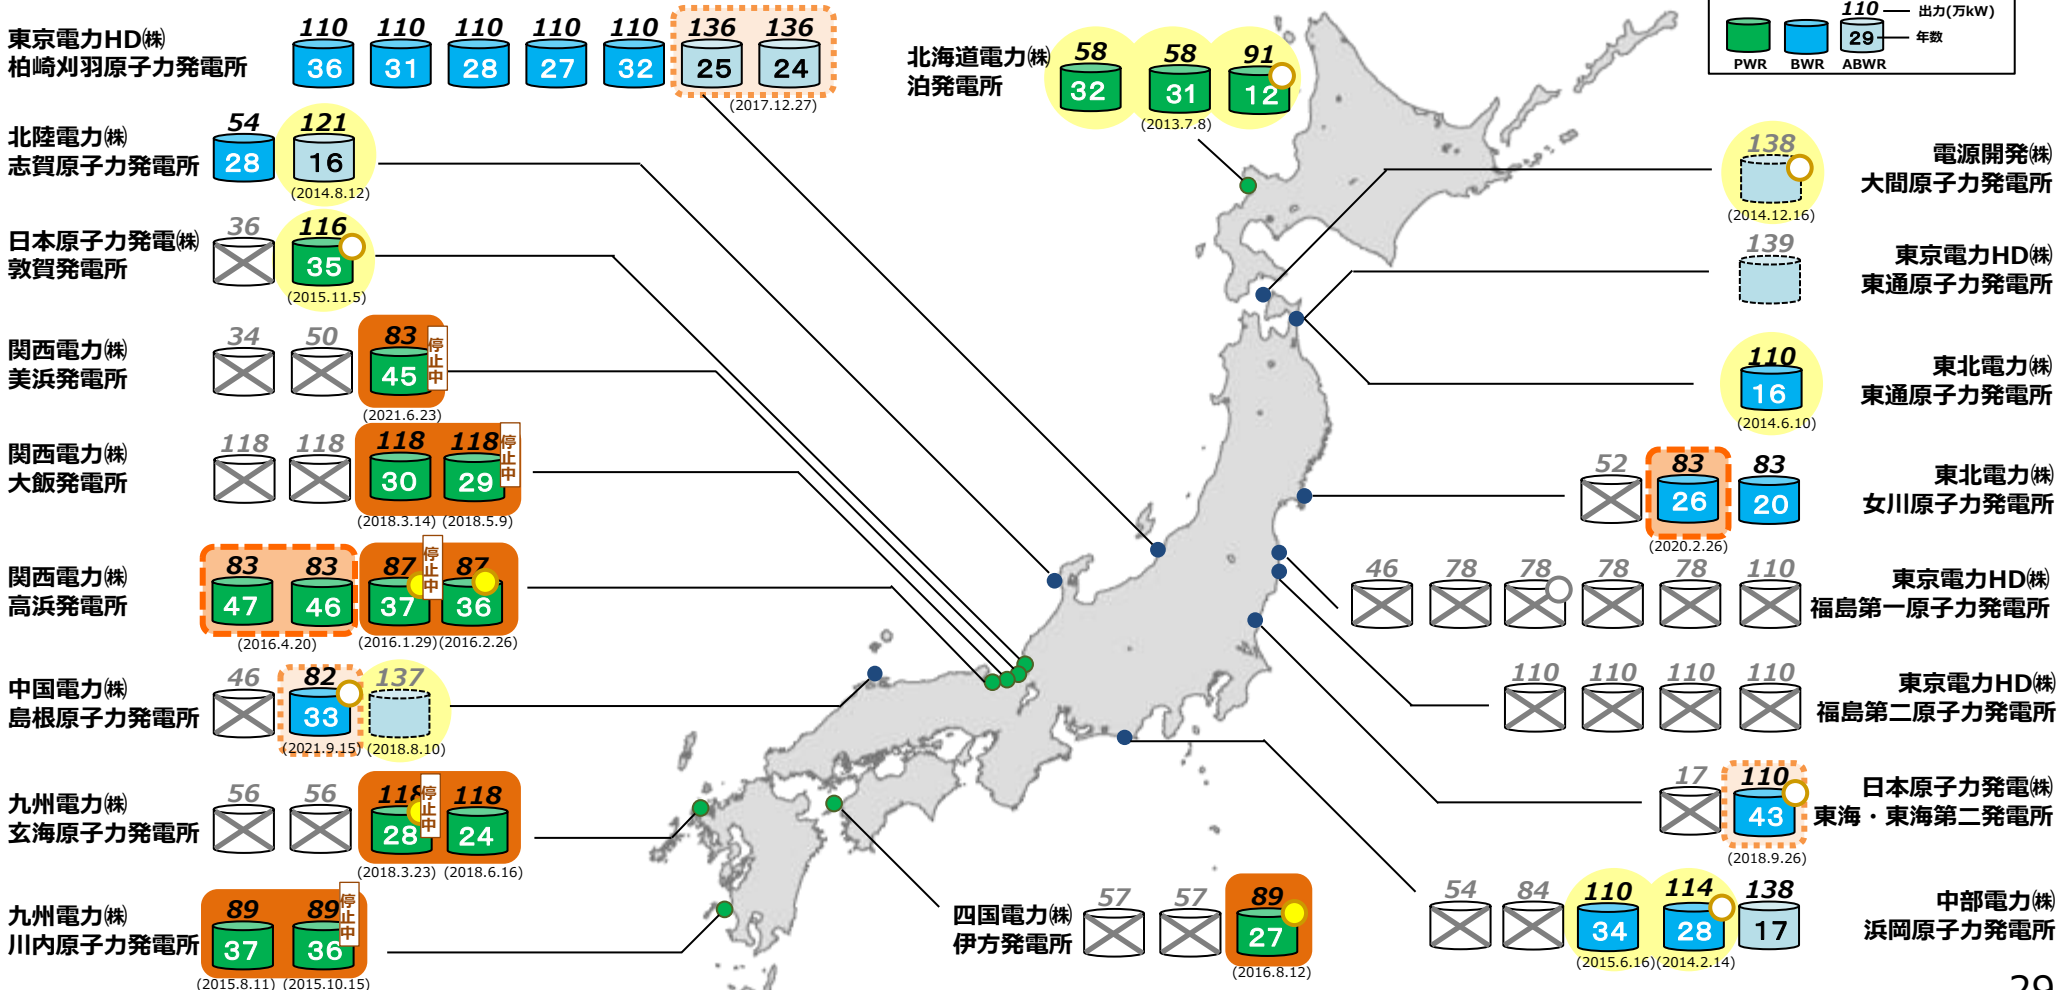 東京電力HD㈱
柏崎刈羽原子力発電所
110 110 110 110 110 136 136
36 31 28 27 32 25 24
(2017.12.27)
北陸電力㈱
志賀原子力発電所
54 121
28 16
(2014.8.12)
日本原子力発電㈱
敦賀発電所
36 116
35
(2015.11.5)
関西電力㈱
美浜発電所
34 50 83
45
停止中
(2021.6.23)
関西電力㈱
大飯発電所
118 118 118 118
30 29
停止中
(2018.3.14) (2018.5.9)
関西電力㈱
高浜発電所
83 83 87 87
47 46 37 36
停止中
(2016.4.20)
(2016.1.29) (2016.2.26)
中国電力㈱
島根原子力発電所
46 82 137
33
(2021.9.15) (2018.8.10)
九州電力㈱
玄海原子力発電所
56 56 118 118
28 24
停止中
(2018.3.23) (2018.6.16)
九州電力㈱
川内原子力発電所
89 89
37 36
停止中
(2015.8.11) (2015.10.15)
北海道電力㈱
泊発電所
58 58 91
32 31 12
(2013.7.8)
110 出力(万kW)
29 年数
PWR BWR ABWR
138
電源開発㈱
大間原子力発電所
(2014.12.16)
139
東京電力HD㈱
東通原子力発電所
110
16
東北電力㈱
東通原子力発電所
(2014.6.10)
52 83 83
26 20
東北電力㈱
女川原子力発電所
(2020.2.26)
46 78 78 78 78 110
東京電力HD㈱
福島第一原子力発電所
110 110 110 110
東京電力HD㈱
福島第二原子力発電所
17 110
43
日本原子力発電㈱
東海・東海第二発電所
(2018.9.26)
54 84 110 114 138
34 28 17
中部電力㈱
浜岡原子力発電所
(2015.6.16) (2014.2.14)
四国電力㈱
伊方発電所
57 57 89
27
(2016.8.12)
29